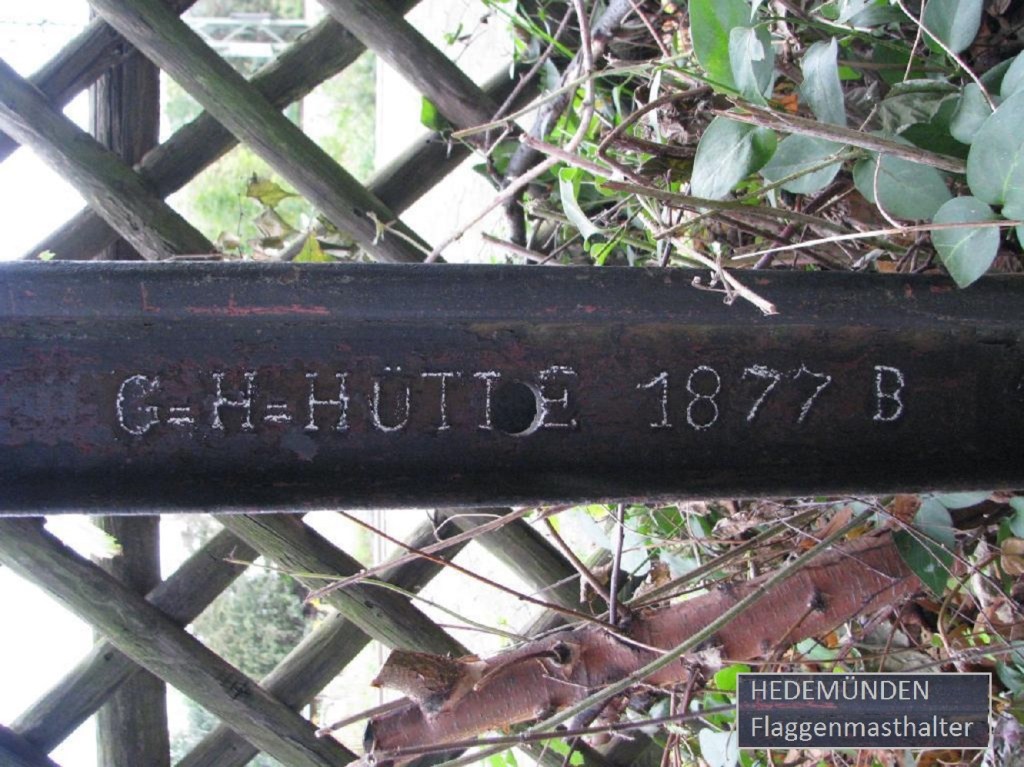 G=H=HÜTTE 1877 B
HEDEMÜNDEN
Flaggenmasthalter